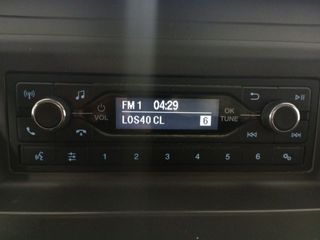 FM 1 04:29
LOS40 CL 6
VOL
OK
TUNE
1 2 3 4 5 6